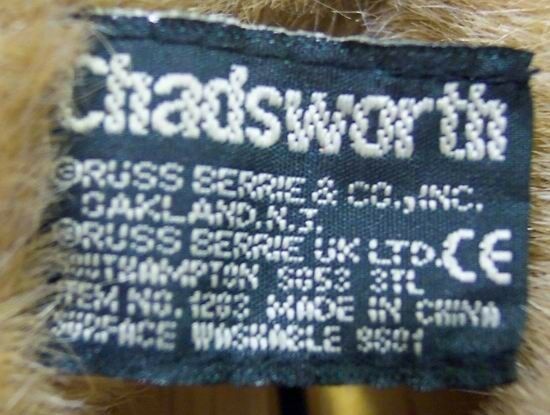 Chadsworth
©RUSS BERRIE & CO., INC.
OAKLAND, N.J.
©RUSS BERRIE UK LTD. CE
SOUTHAMPTON SO53 3TL
ITEM NO. 1203 MADE IN CHINA
SURFACE WASHABLE